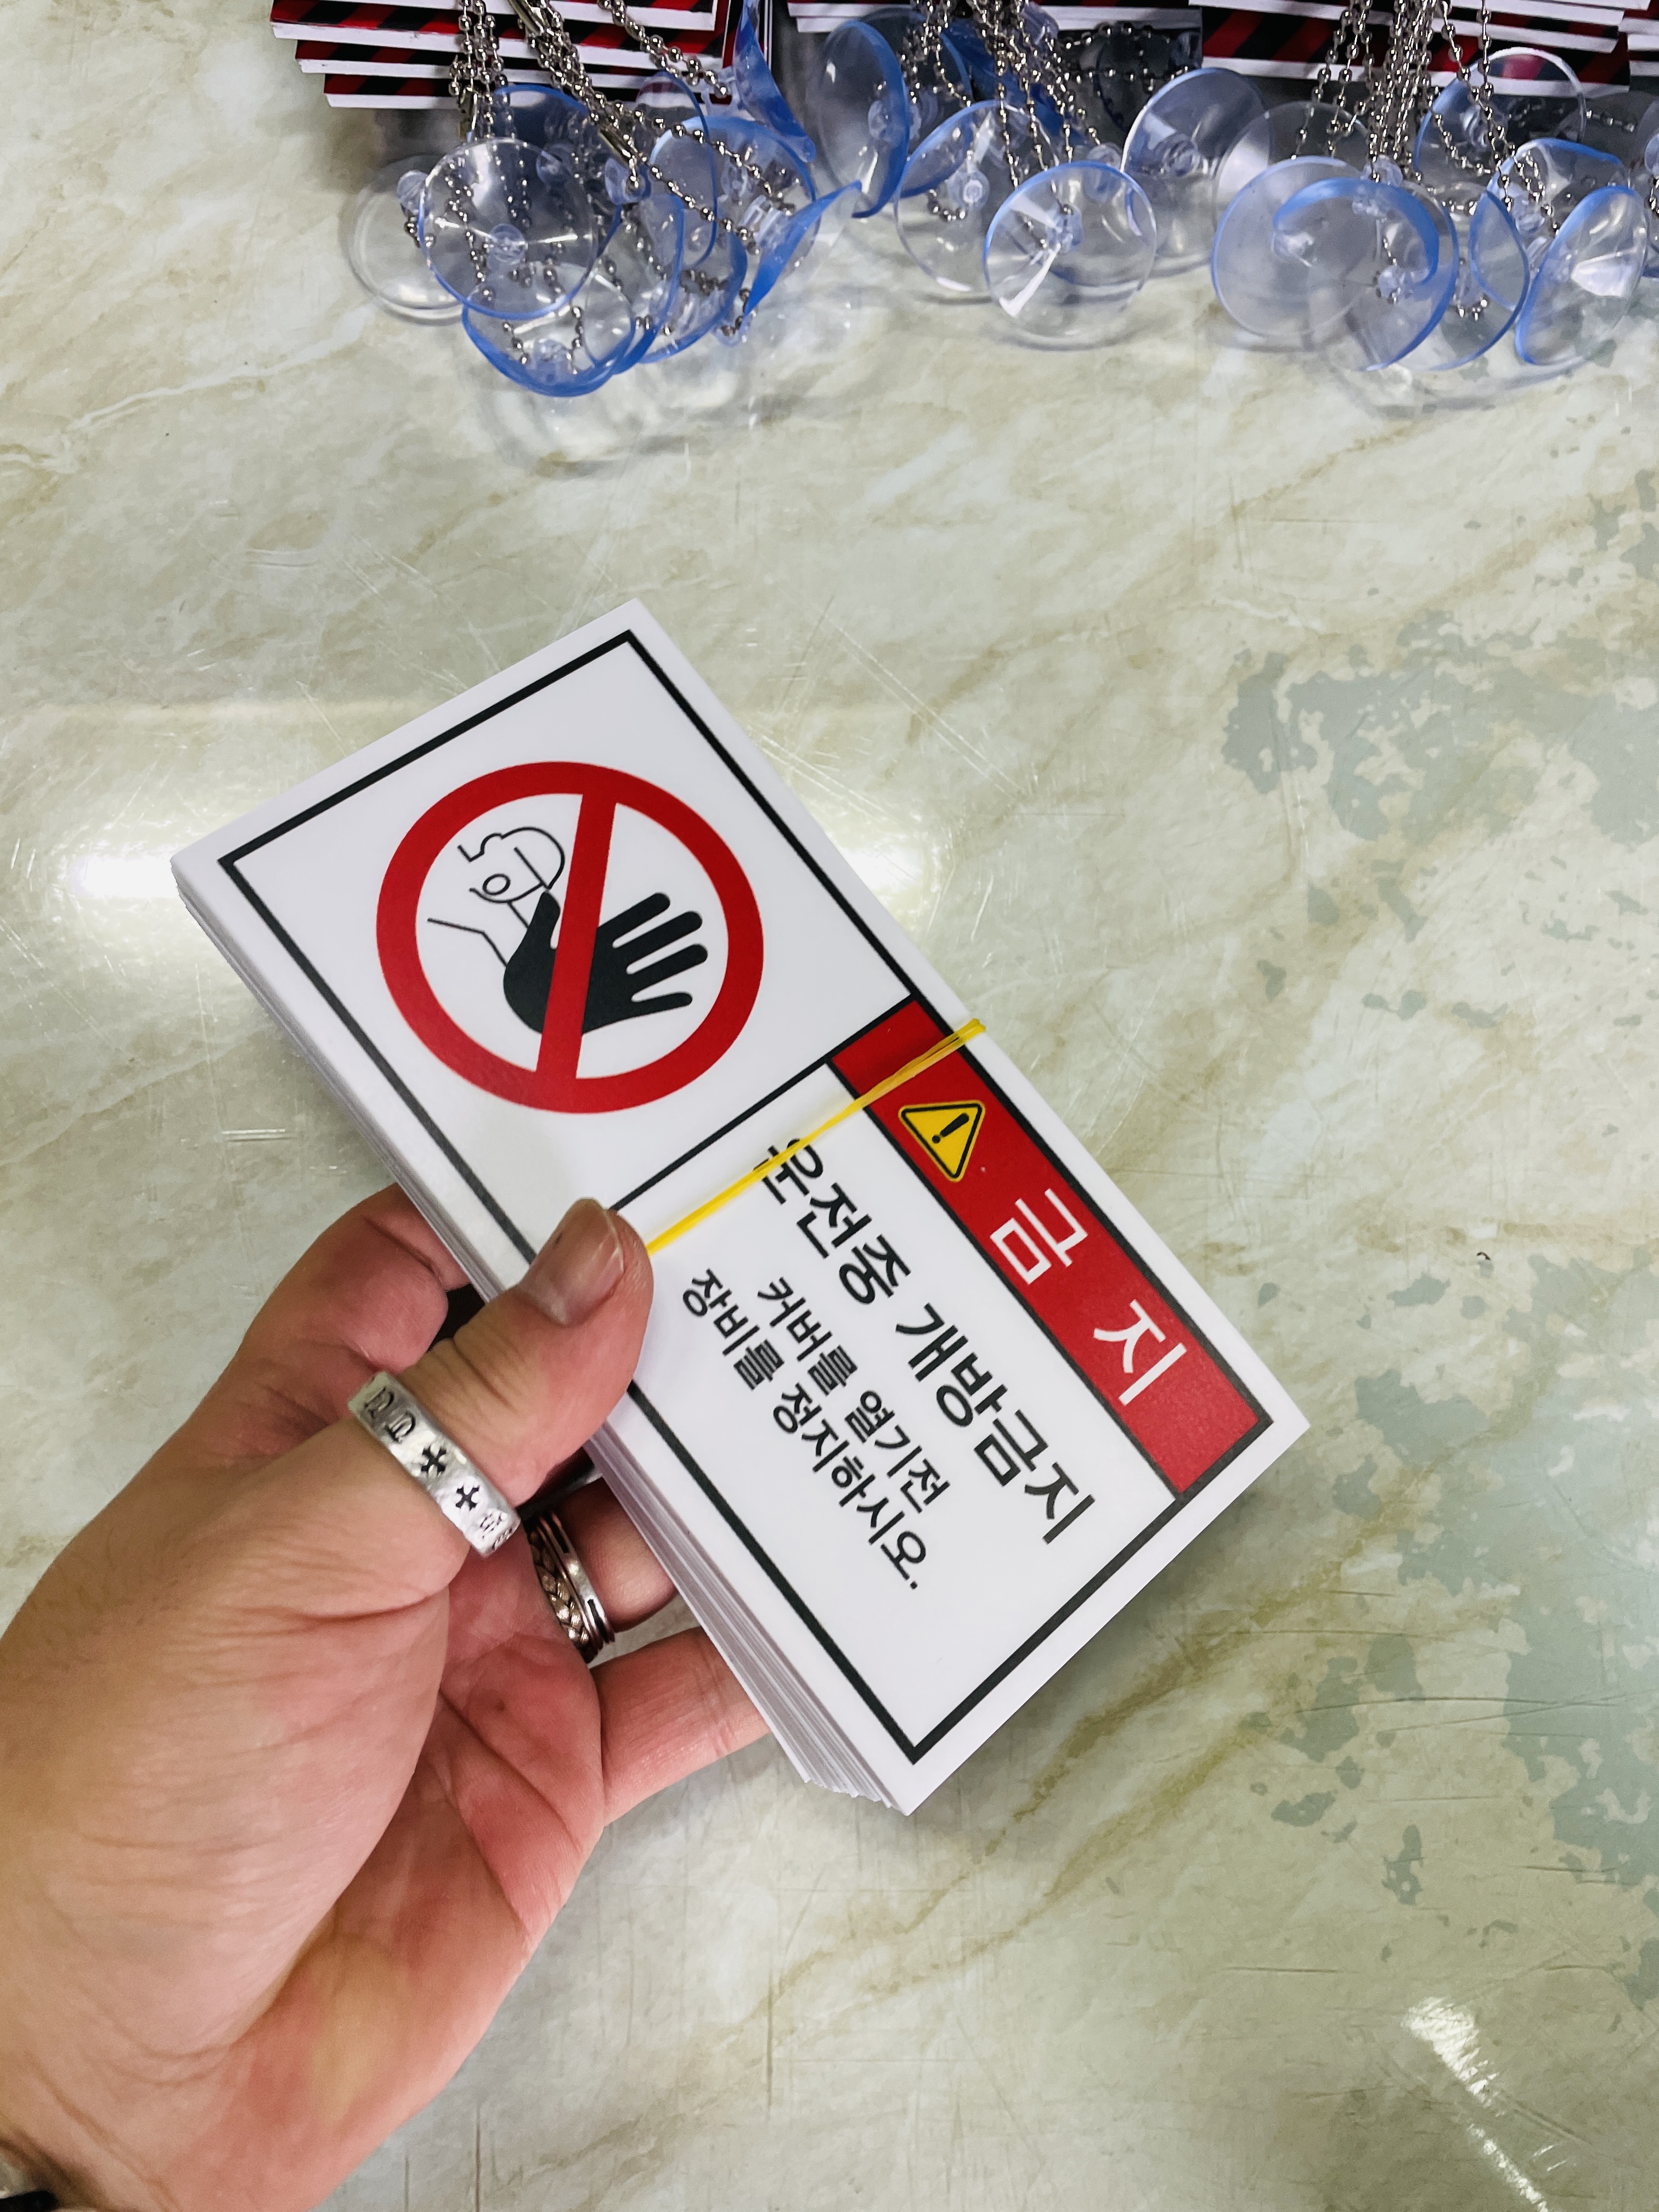 금 지
운전중 개방금지
커버를 열기전
장비를 정지하시오.